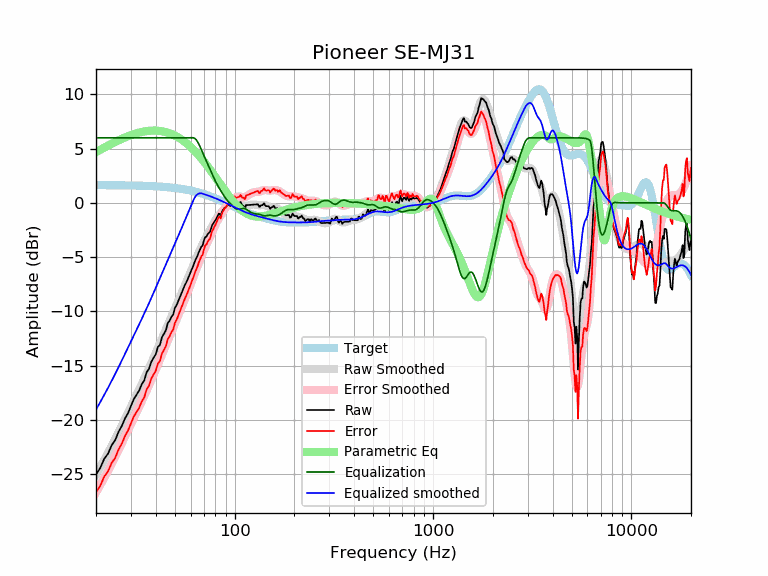 Pioneer SE-MJ31
Amplitude (dBr)
10
5
0
−5
−10
−15
−20
−25
Target
Raw Smoothed
Error Smoothed
Raw
Error
Parametric Eq
Equalization
Equalized smoothed
100
1000
10000
Frequency (Hz)